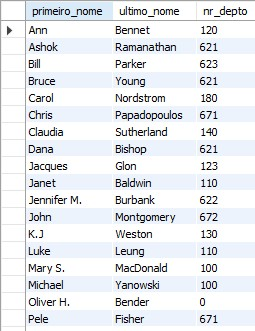 primeiro_nome ultimo_nome nr_depto
Ann Bennet 120
Ashok Ramanathan 621
Bill Parker 623
Bruce Young 621
Carol Nordstrom 180
Chris Papadopoulos 671
Claudia Sutherland 140
Dana Bishop 621
Jacques Glon 123
Janet Baldwin 110
Jennifer M. Burbank 622
John Montgomery 672
K.J Weston 130
Luke Leung 110
Mary S. MacDonald 100
Michael Yanowski 100
Oliver H. Bender 0
Pele Fisher 671